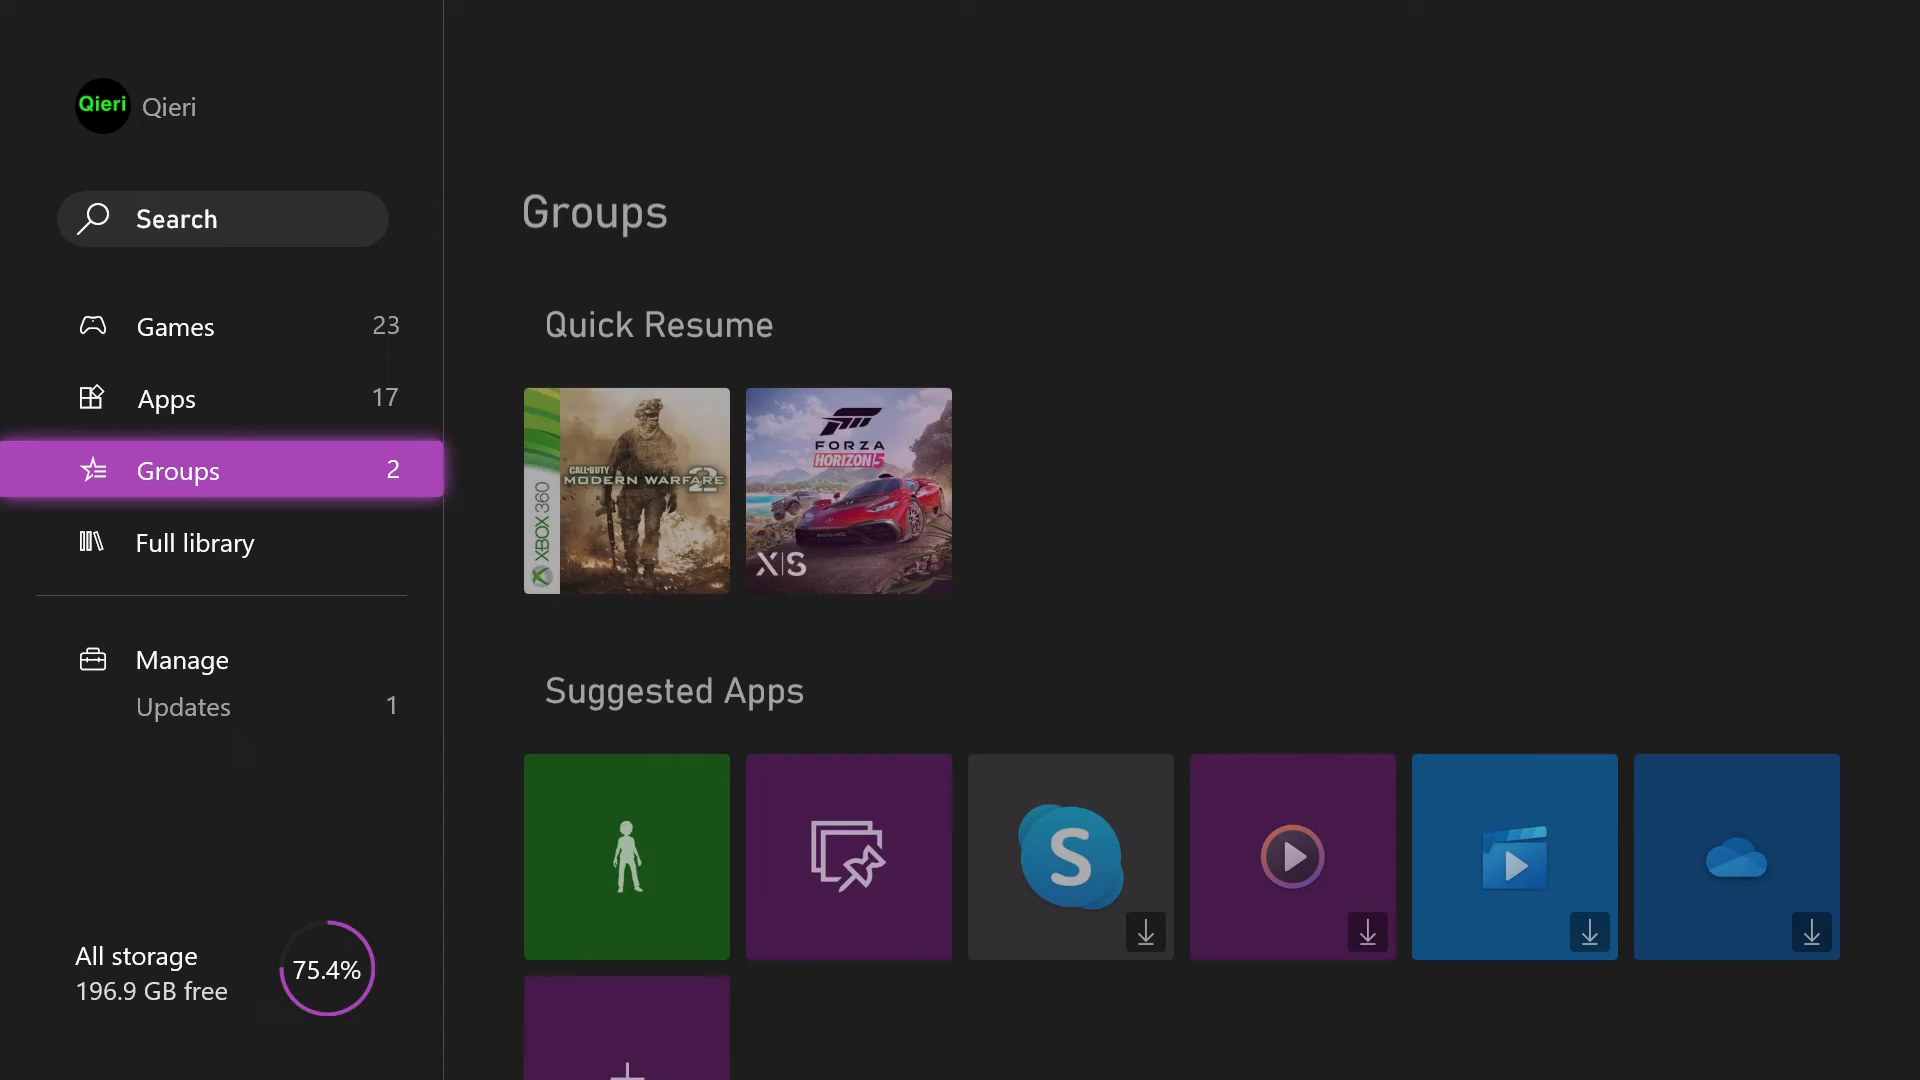 Qieri Qieri
Search
Games 23
Apps 17
Groups 2
Full library
Manage
Updates 1
All storage
196.9 GB free
75.4%
Groups
Quick Resume
XBOX 360
CALL OF DUTY
MODERN WARFARE 2
FORZA
HORIZON 5
X|S
Suggested Apps
S